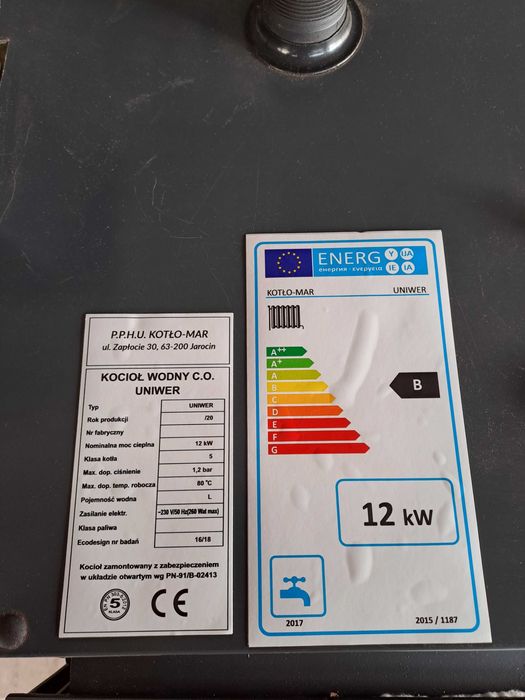 P.P.H.U. KOTŁO-MAR
ul. Zapłocie 30, 63-200 Jarocin
KOCIOŁ WODNY C.O.
UNIWER
Typ UNIWER
Rok produkcji /20
Nr fabryczny
Nominalna moc cieplna 12 kW
Klasa kotła 5
Max. dop. ciśnienie 1,2 bar
Max. dop. temp. robocza 80 °C
Pojemność wodna L
Zasilanie elektr. ~230 V/50 Hz(260 Wat max)
Klasa paliwa
Ecodesign nr badań 16/18
Kocioł zamontowany z zabezpieczeniem
w układzie otwartym wg PN-91/B-02413
5
KLASA
CE
ENERG Y IJA
енергия · ενεργεια IE IA
KOTŁO-MAR UNIWER
A++
A+
A
B
C
D
E
F
G
B
12 kW
2017 2015 / 1187